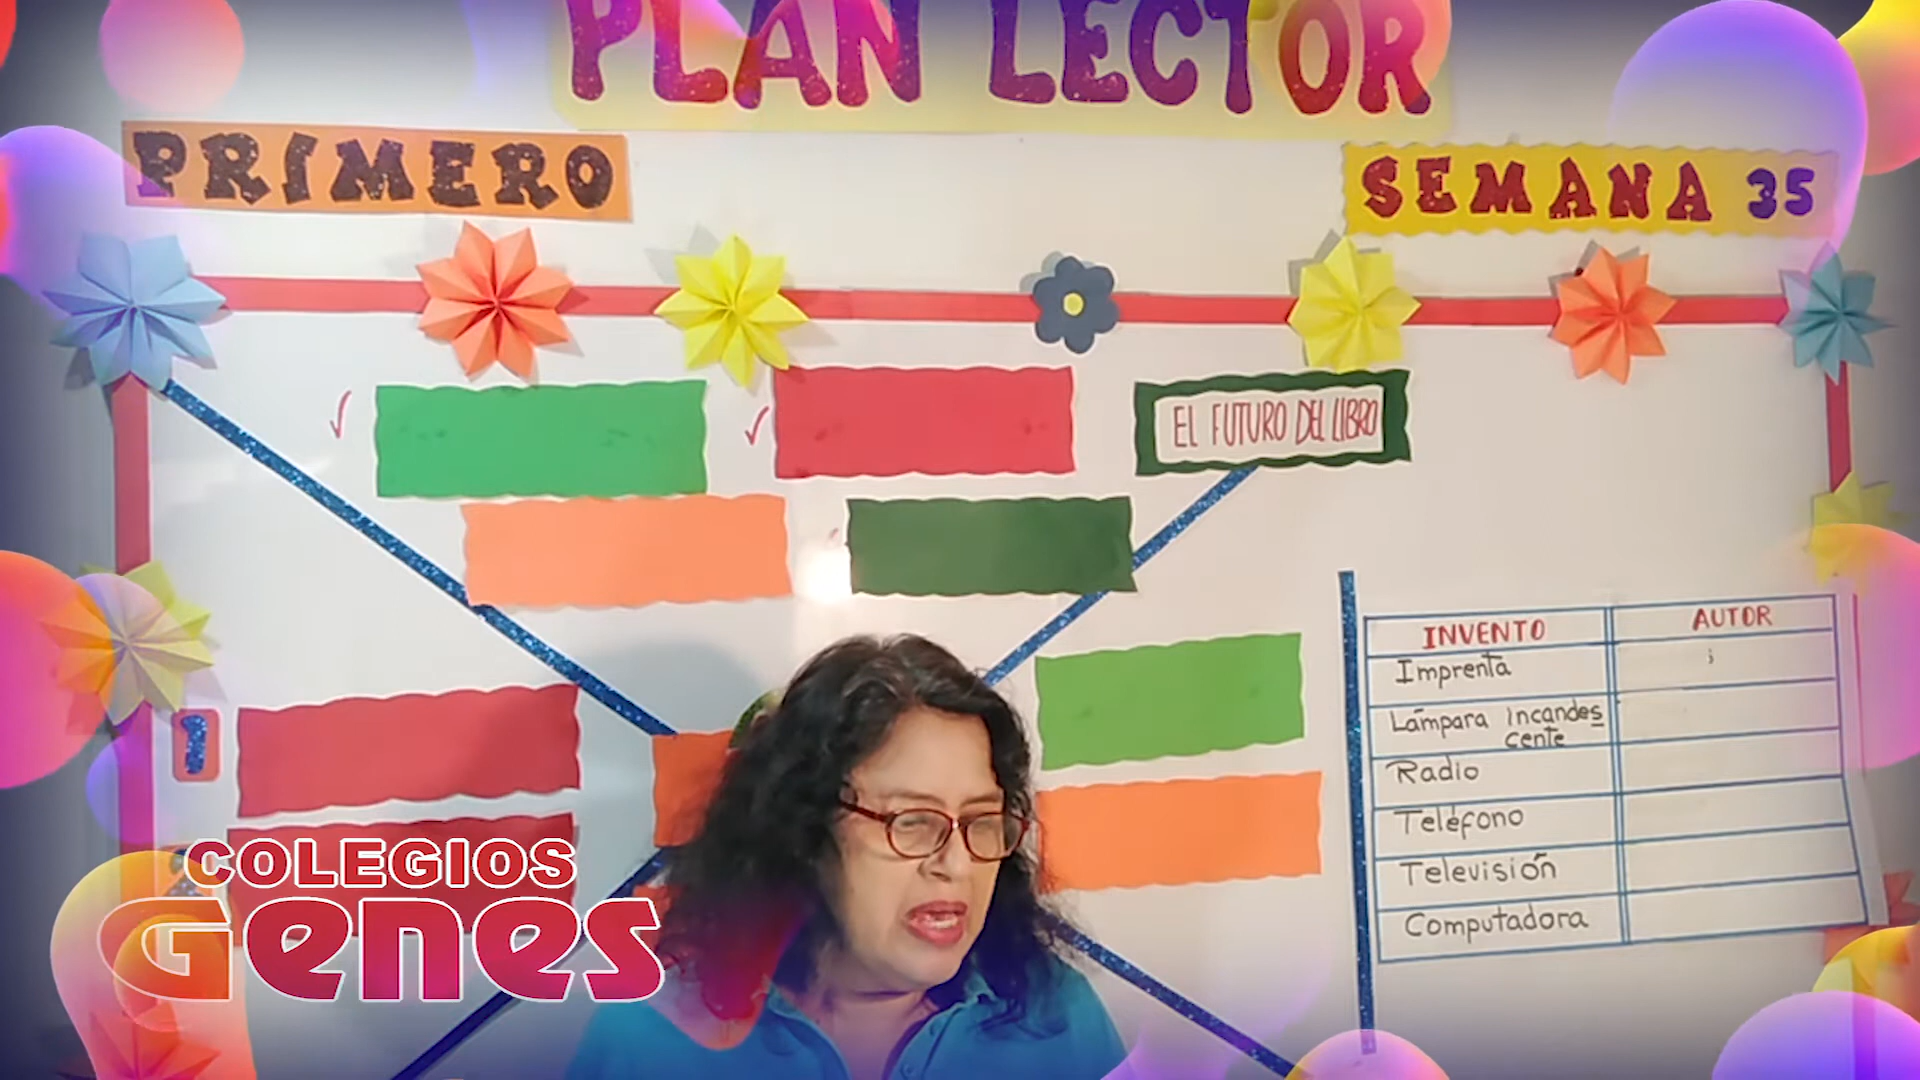 PLAN LECTOR
PRIMERO
SEMANA 35
EL FUTURO DEL LIBRO
INVENTO
AUTOR
Imprenta
Lámpara incandes
cente
Radio
Teléfono
Televisión
Computadora
1
COLEGIOS
Genes